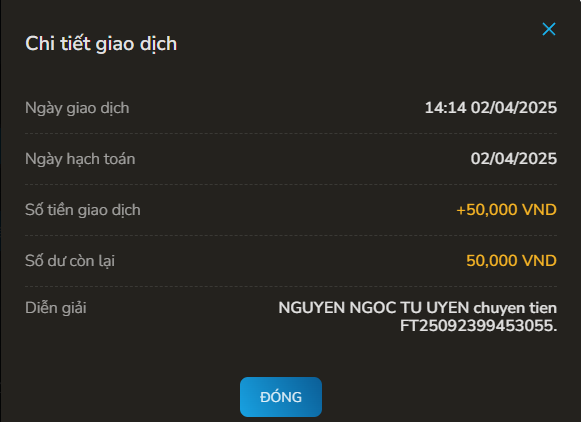 Chi tiết giao dịch
Ngày giao dịch 14:14 02/04/2025
Ngày hạch toán 02/04/2025
Số tiền giao dịch +50,000 VND
Số dư còn lại 50,000 VND
Diễn giải NGUYEN NGOC TU UYEN chuyen tien
FT25092399453055.
ĐÓNG